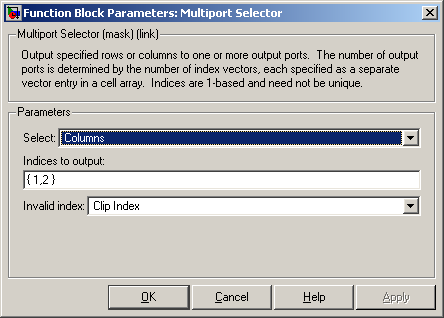 Function Block Parameters: Multiport Selector
Multiport Selector (mask) (link)
Output specified rows or columns to one or more output ports. The number of output
ports is determined by the number of index vectors, each specified as a separate
vector entry in a cell array. Indices are 1-based and need not be unique.
Parameters
Select: Columns
Indices to output:
{ 1,2 }
Invalid index: Clip Index
OK Cancel Help Apply